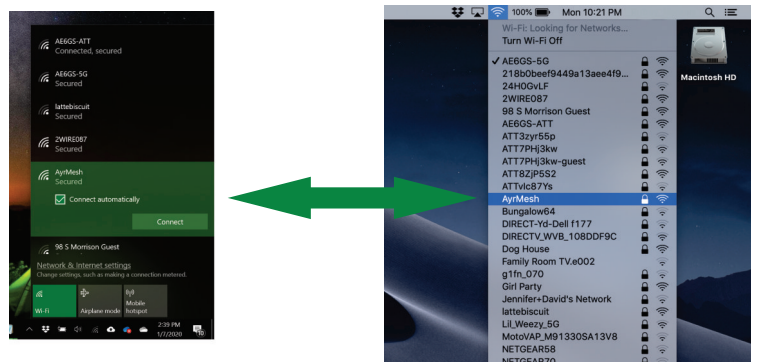 AE6GS-ATT
Connected, secured
AE6GS-5G
Secured
lattebiscuit
Secured
2WIRE087
Secured
AyrMesh
Secured
Connect automatically
Connect
98 S Morrison Guest
Network & Internet settings
Change settings, such as making a connection metered.
Wi-Fi
Airplane mode
Mobile hotspot
2:39 PM
1/7/2020
10
100% Mon 10:21 PM
Wi-Fi: Looking for Networks...
Turn Wi-Fi Off
AE6GS-5G
218b0beef9449a13aee4f9...
24H0GvLF
2WIRE087
98 S Morrison Guest
AE6GS-ATT
ATT3zyr55p
ATT7PHj3kw
ATT7PHj3kw-guest
ATT8ZjP5S2
ATTvIc87Ys
AyrMesh
Bungalow64
DIRECT-Yd-Dell f177
DIRECTV_WVB_108DDF9C
Dog House
Family Room TV.e002
g1fn_070
Girl Party
Jennifer+David's Network
lattebiscuit
Lil_Weezy_5G
MotoVAP_M91330SA13V8
NETGEAR58
NETGEAR70
Macintosh HD